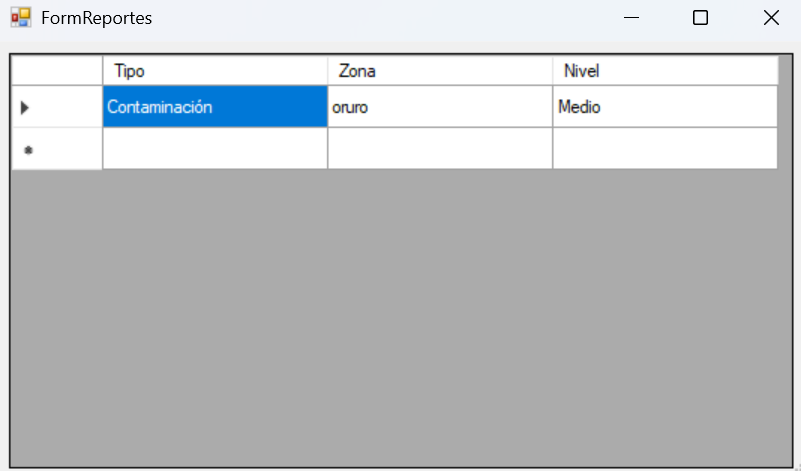 FormReportes
Tipo Zona Nivel
Contaminación oruro Medio